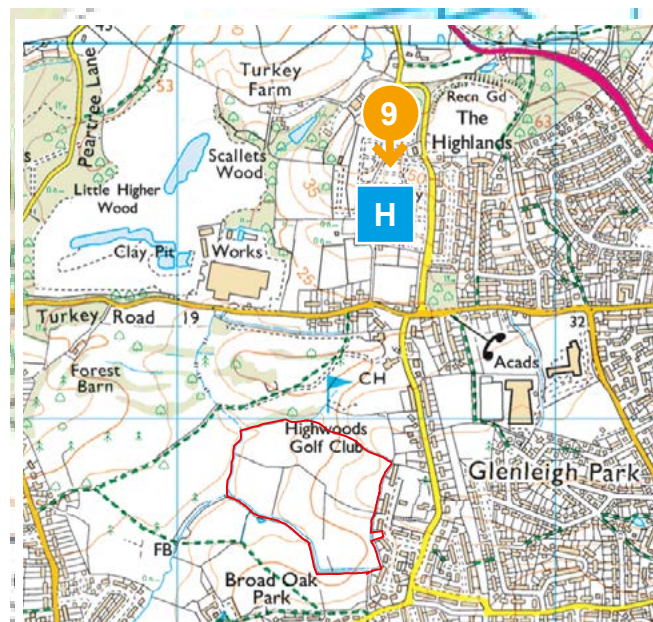 Peartree Lane
53
Turkey
Farm
9
Recn Gd
The
Highlands
63
Scallets
Wood
35
50
H
Little Higher
Wood
Clay Pit
Works
25
Turkey Road
19
32
Forest
Barn
CH
Acads
Highwoods
Golf Club
Glenleigh Park
FB
Broad Oak
Park